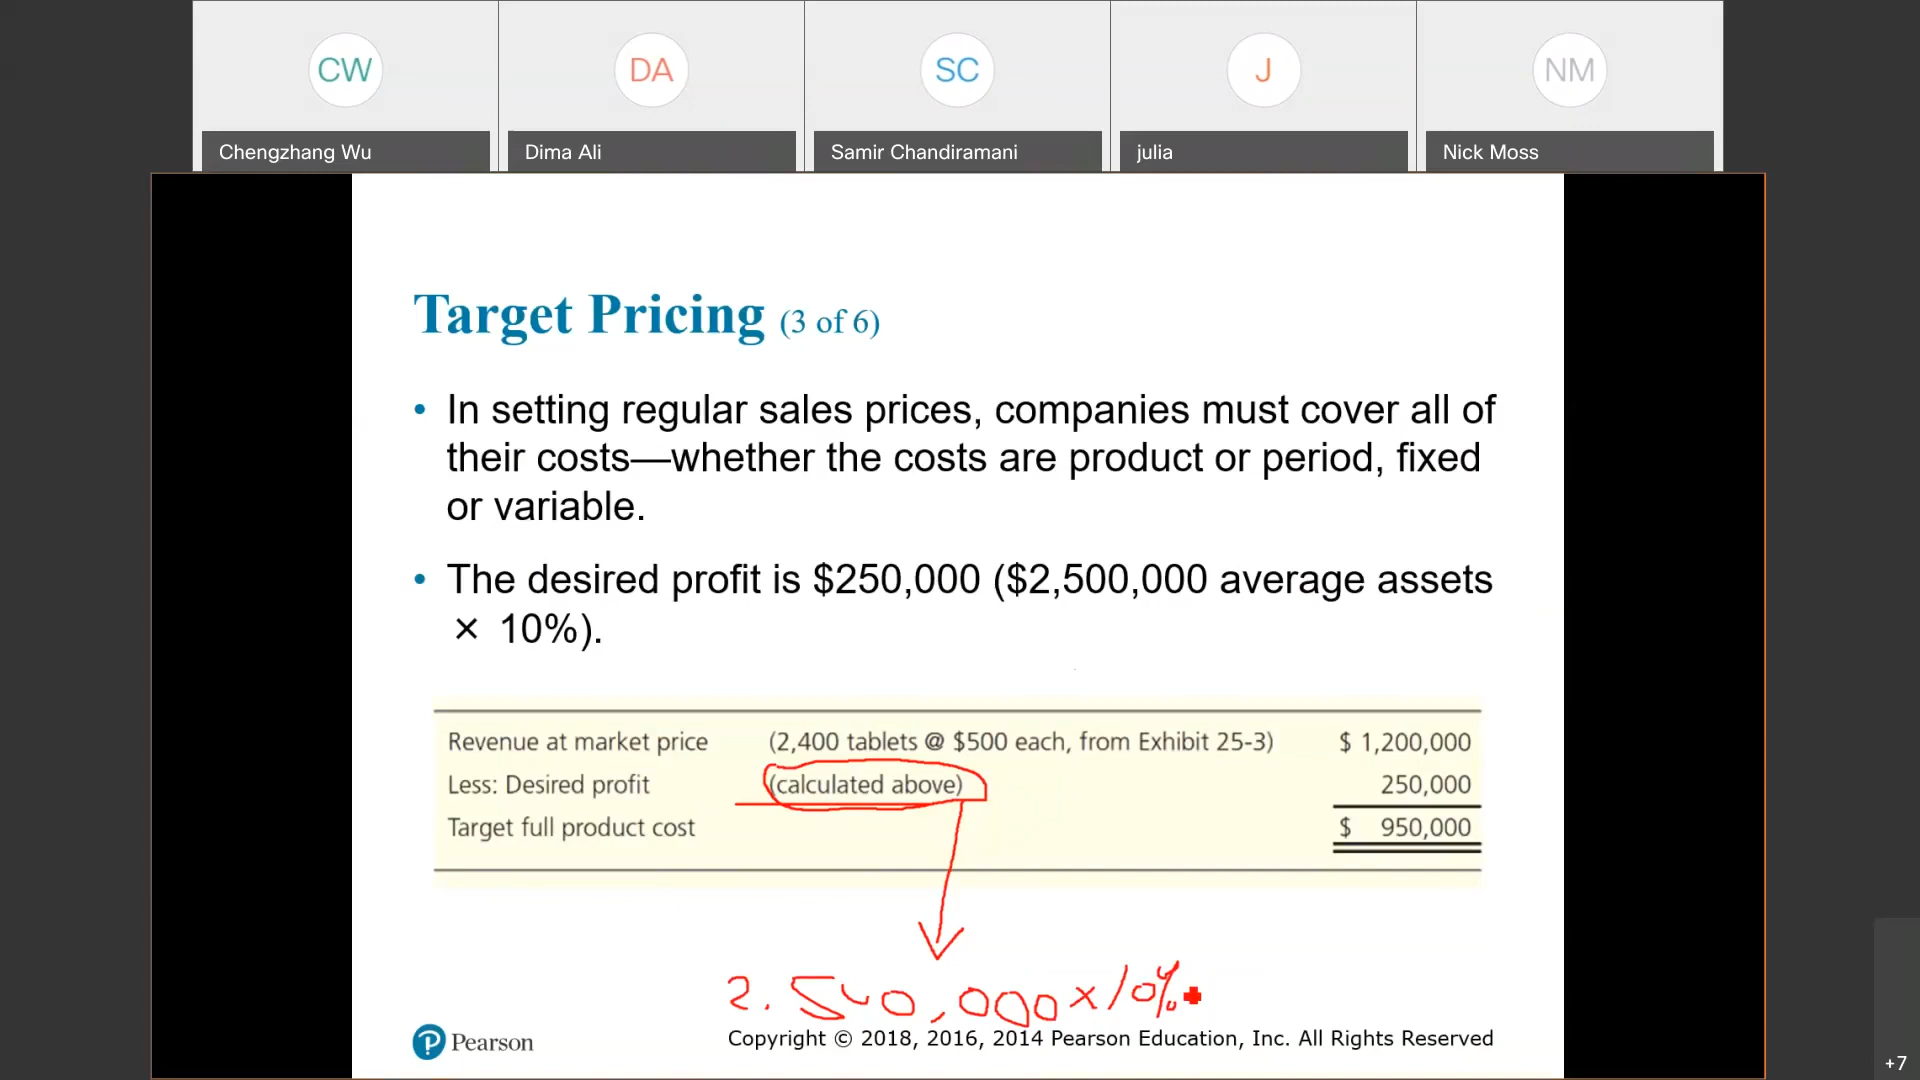 CW DA SC J NM
Chengzhang Wu Dima Ali Samir Chandiramani julia Nick Moss
Target Pricing (3 of 6)
• In setting regular sales prices, companies must cover all of
their costs—whether the costs are product or period, fixed
or variable.
• The desired profit is $250,000 ($2,500,000 average assets
× 10%).
Revenue at market price (2,400 tablets @ $500 each, from Exhibit 25-3) $ 1,200,000
Less: Desired profit (calculated above) 250,000
Target full product cost $ 950,000
2.500,000 x 10%
Pearson Copyright © 2018, 2016, 2014 Pearson Education, Inc. All Rights Reserved
+7